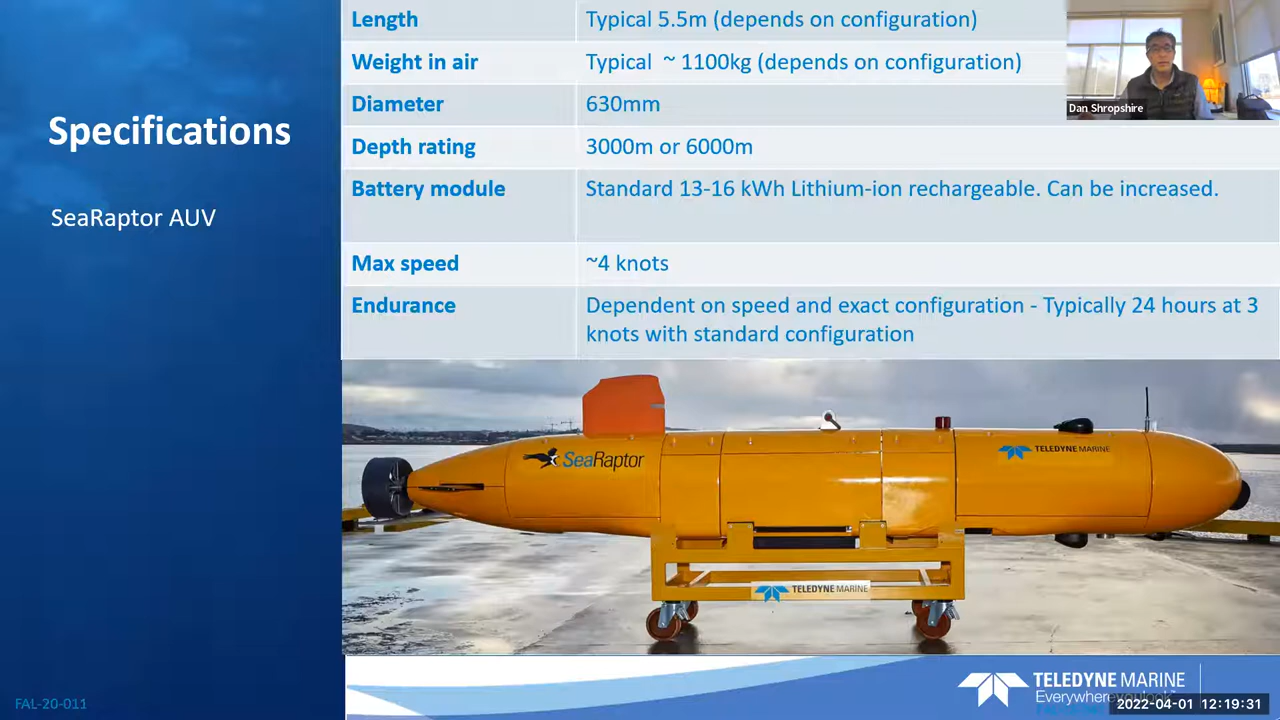 Specifications
SeaRaptor AUV
Length Typical 5.5m (depends on configuration)
Weight in air Typical ~ 1100kg (depends on configuration)
Diameter 630mm
Depth rating 3000m or 6000m
Battery module Standard 13-16 kWh Lithium-ion rechargeable. Can be increased.
Max speed ~4 knots
Endurance Dependent on speed and exact configuration - Typically 24 hours at 3
knots with standard configuration
Dan Shropshire
SeaRaptor
TELEDYNE MARINE
TELEDYNE MARINE
TELEDYNE MARINE
Everywhereyoulook™
FAL-20-011
2022-04-01 12:19:31